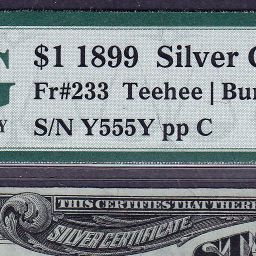 $1 1899 Silver C
Fr#233 Teehee | Bur
Y S/N Y555Y pp C
THIS CERTIFIES THAT THERE
SILVER CERTIFICATE